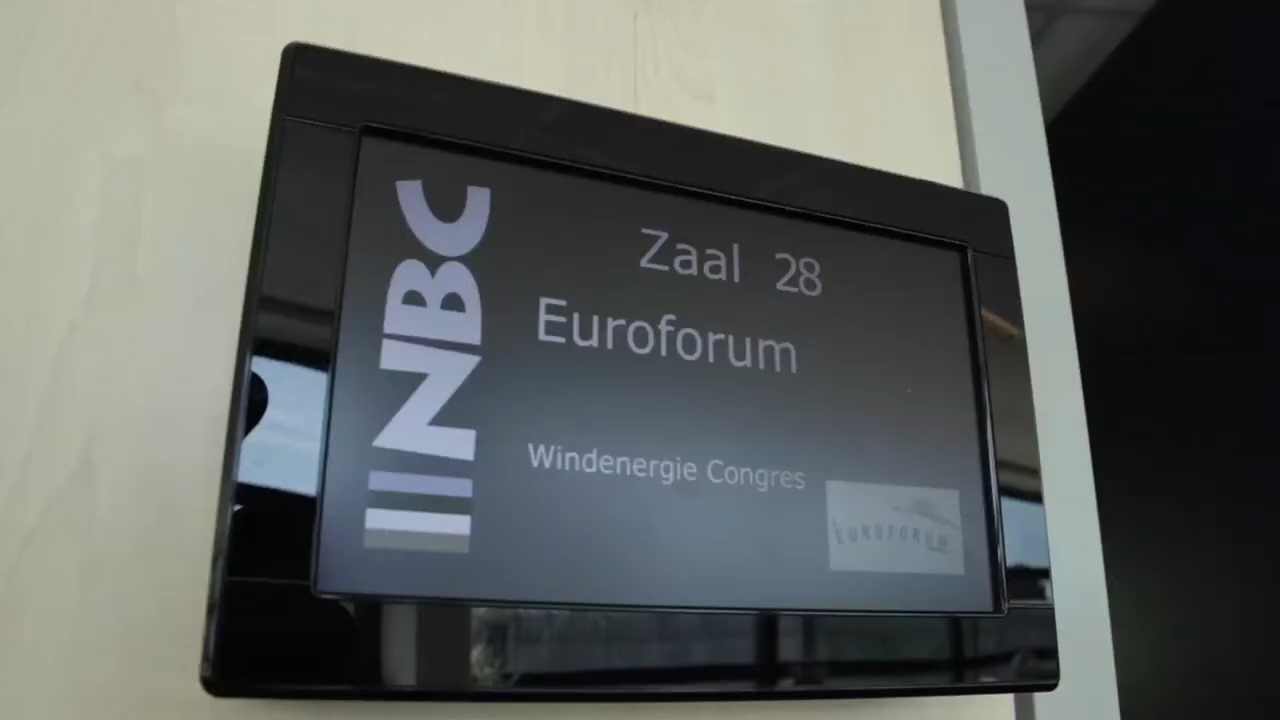 NBC
Zaal 28
Euroforum
Windenergie Congres
EUROFORUM